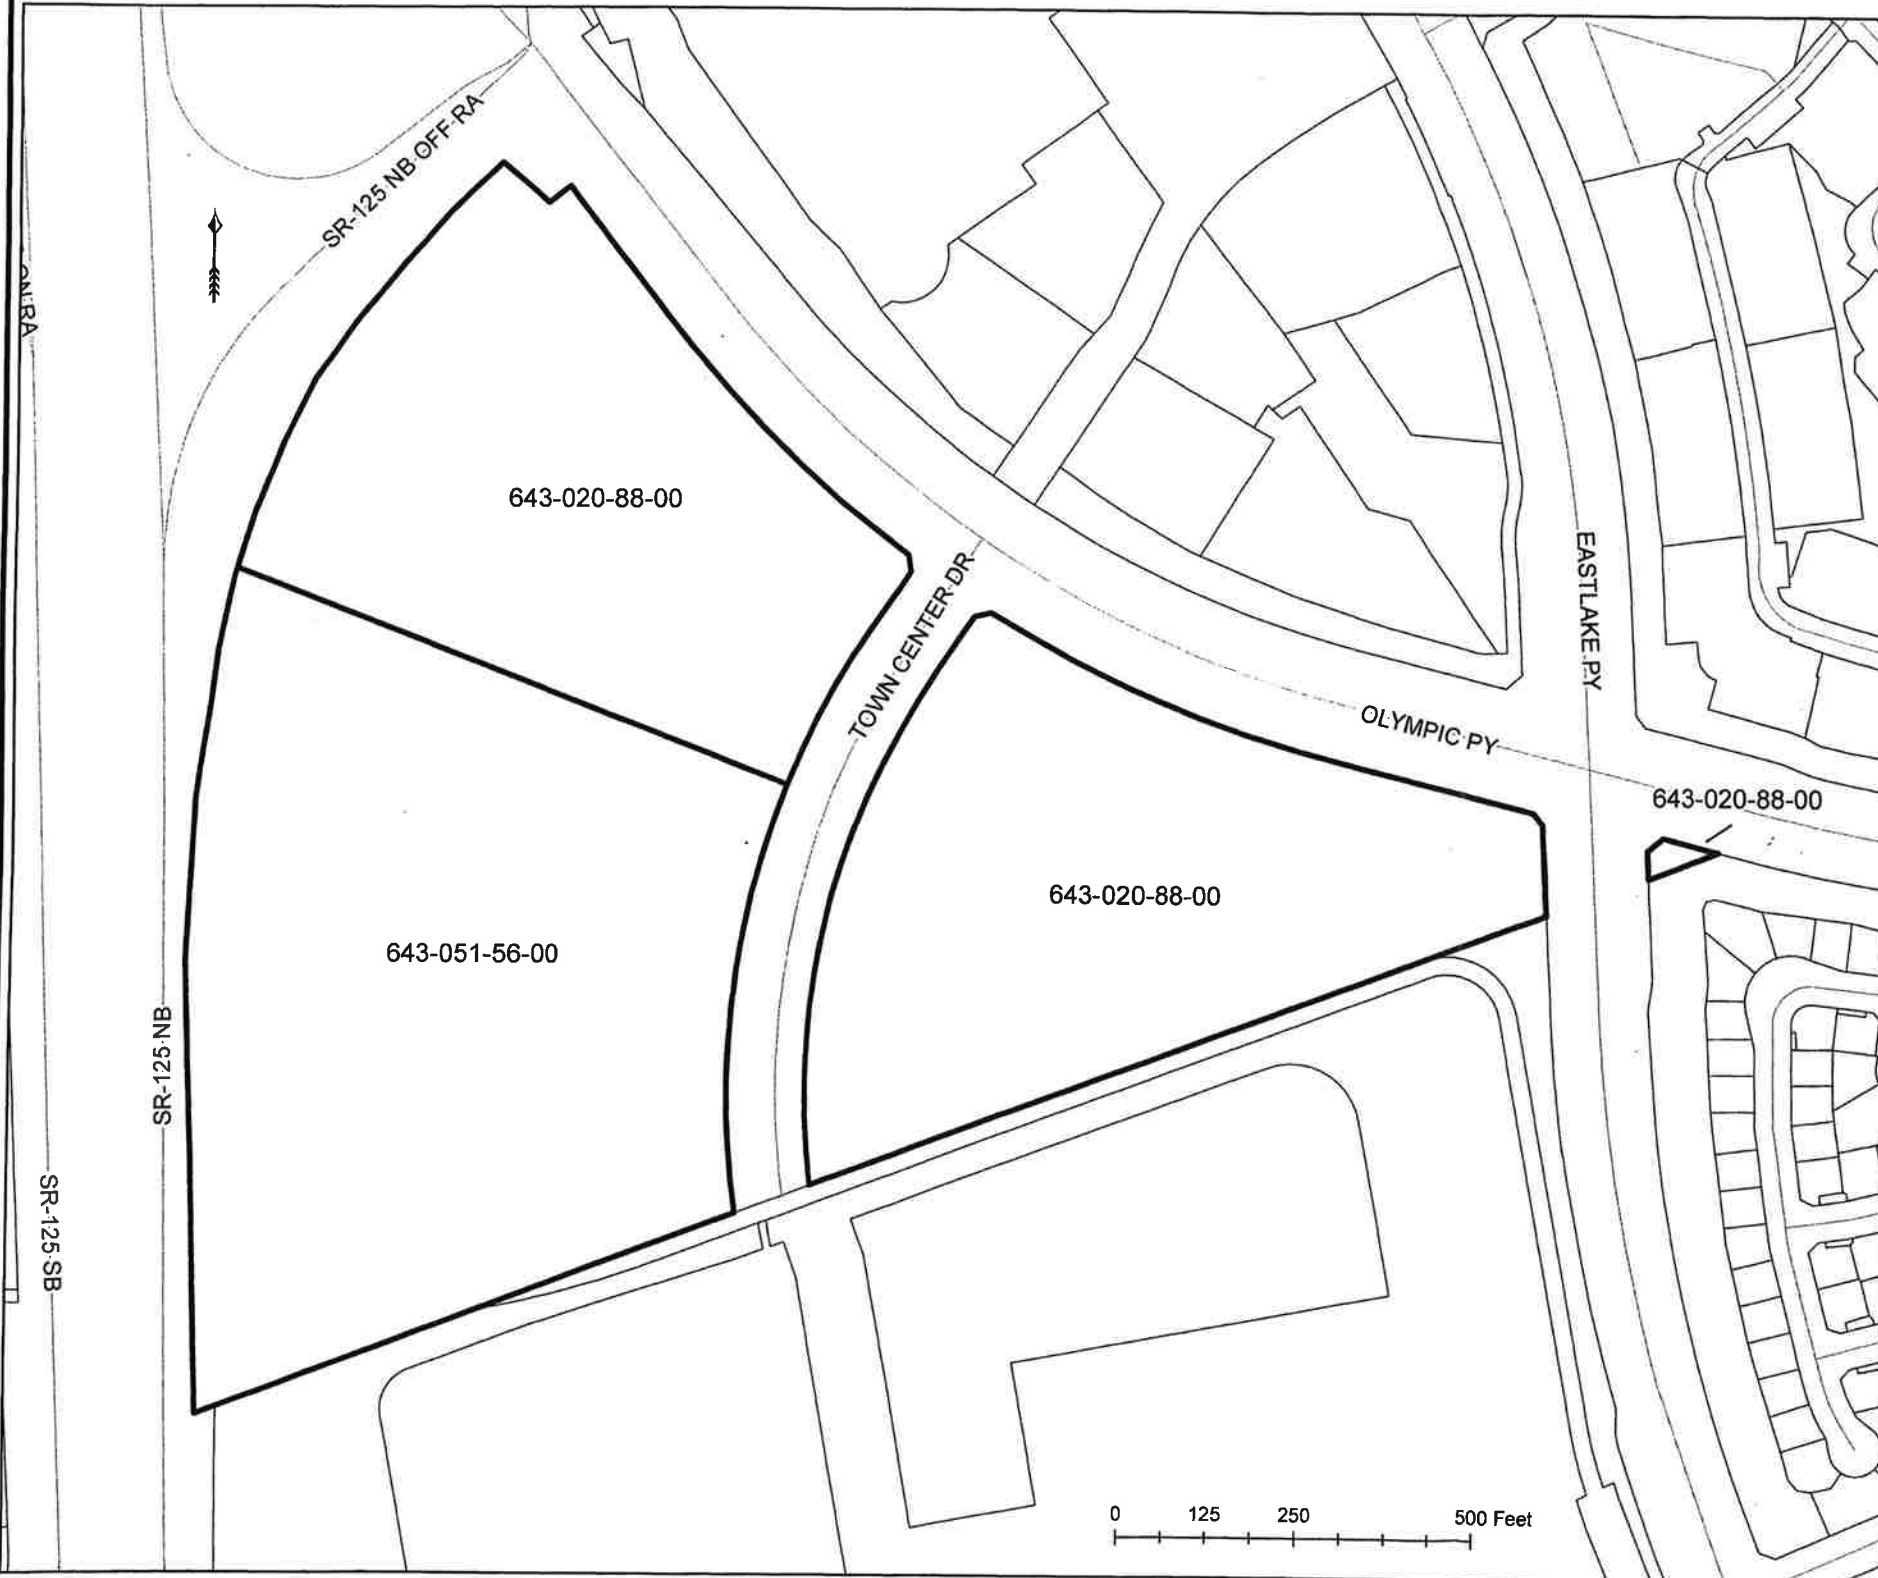 SR-125 NB OFF RA
ON RA
643-020-88-00
EASTLAKE PY
TOWN CENTER DR
OLYMPIC PY
643-020-88-00
643-020-88-00
643-051-56-00
SR-125 NB
SR-125 SB
0 125 250 500 Feet